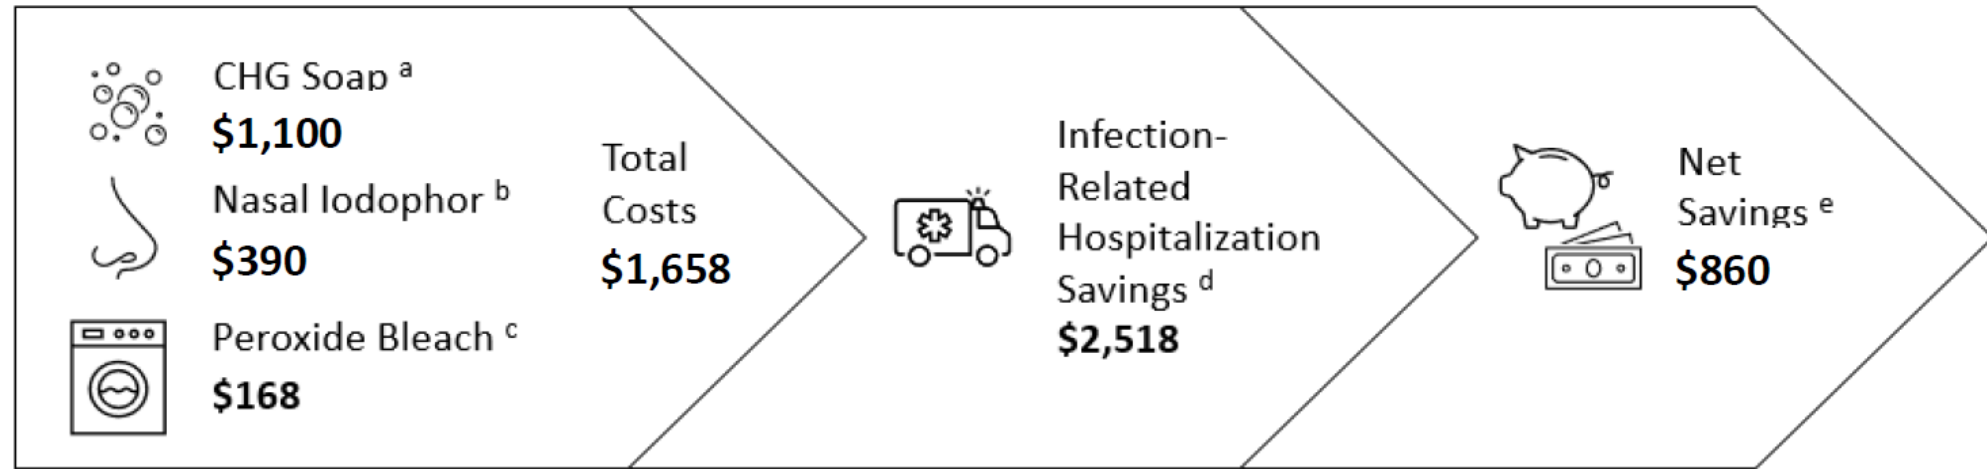 CHG Soap a
$1,100
Nasal Iodophor b
$390
Peroxide Bleach c
$168
Total
Costs
$1,658
Infection-
Related
Hospitalization
Savings d
$2,518
Net
Savings e
$860